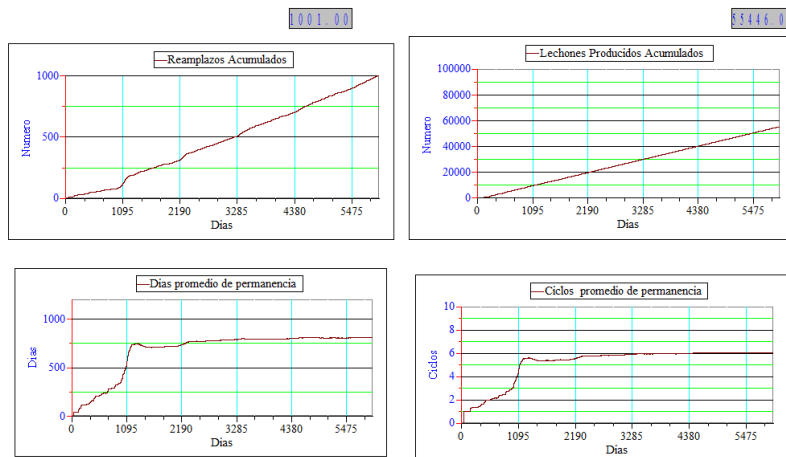 1001.00
Reamplazos Acumulados
1000
500
0
Numero
0 1095 2190 3285 4380 5475
Dias
Lechones Producidos Acumulados
100000
80000
60000
40000
20000
0
Numero
0 1095 2190 3285 4380 5475
Dias
Dias promedio de permanencia
1000
500
0
Dias
0 1095 2190 3285 4380 5475
Dias
Ciclos promedio de permanencia
10
8
6
4
2
0
Ciclos
0 1095 2190 3285 4380 5475
Dias